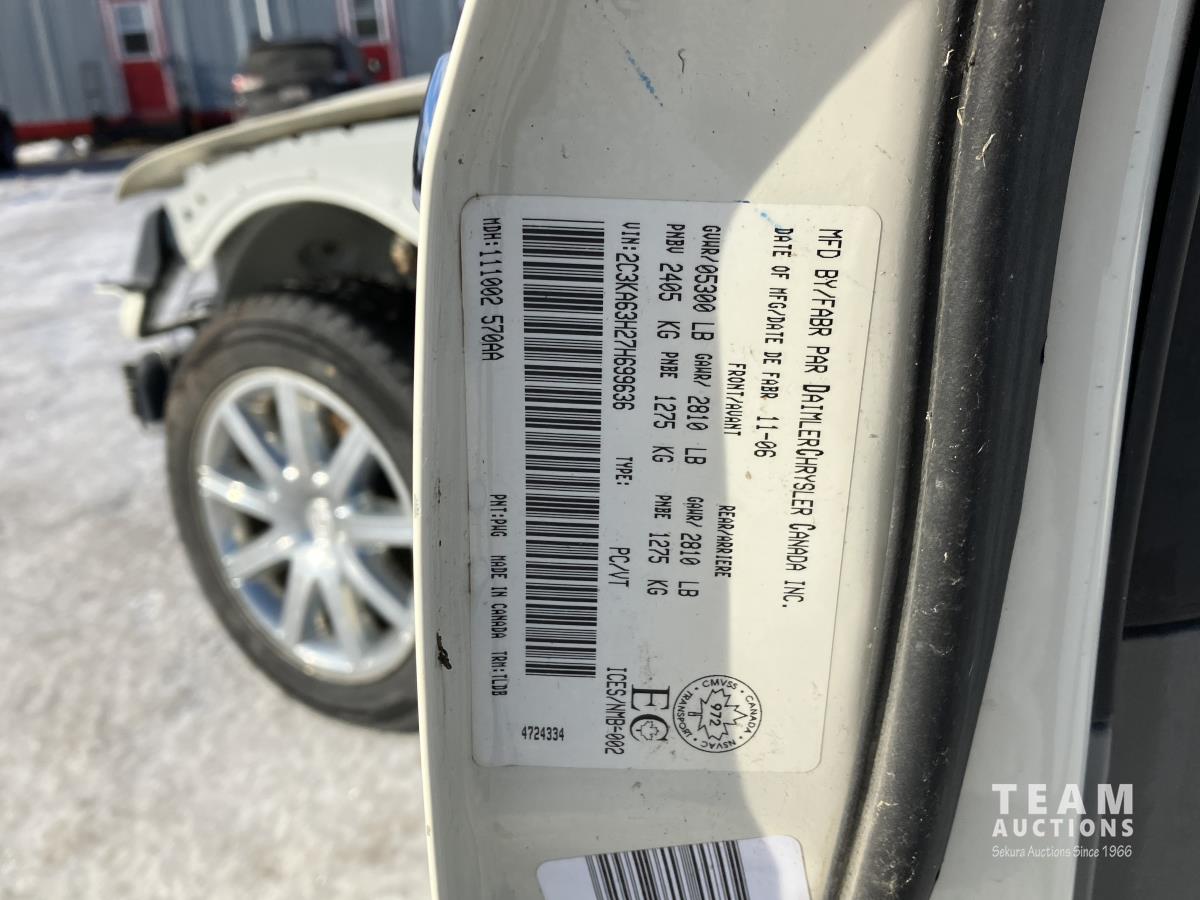 MFD BY/FABR PAR DAIMLERCHRYSLER CANADA INC.
DATE OF MFG/DATE DE FABR 11-06
FRONT/AVANT REAR/ARRIERE
GVWR/05300 LB GAWR/ 2810 LB GAWR/ 2810 LB
PNBV 2405 KG PNBE 1275 KG PNBE 1275 KG
VIN:2C3KA63H27H699636 TYPE: PC/VT ICES/NMB-002
MDH:111002 570AA PNT:PWG MADE IN CANADA TRM:TLDB
4724334
EC
CANADA TRANSPORT
CMVSS NSVAC
972
TEAM
AUCTIONS
Sekura Auctions Since 1966